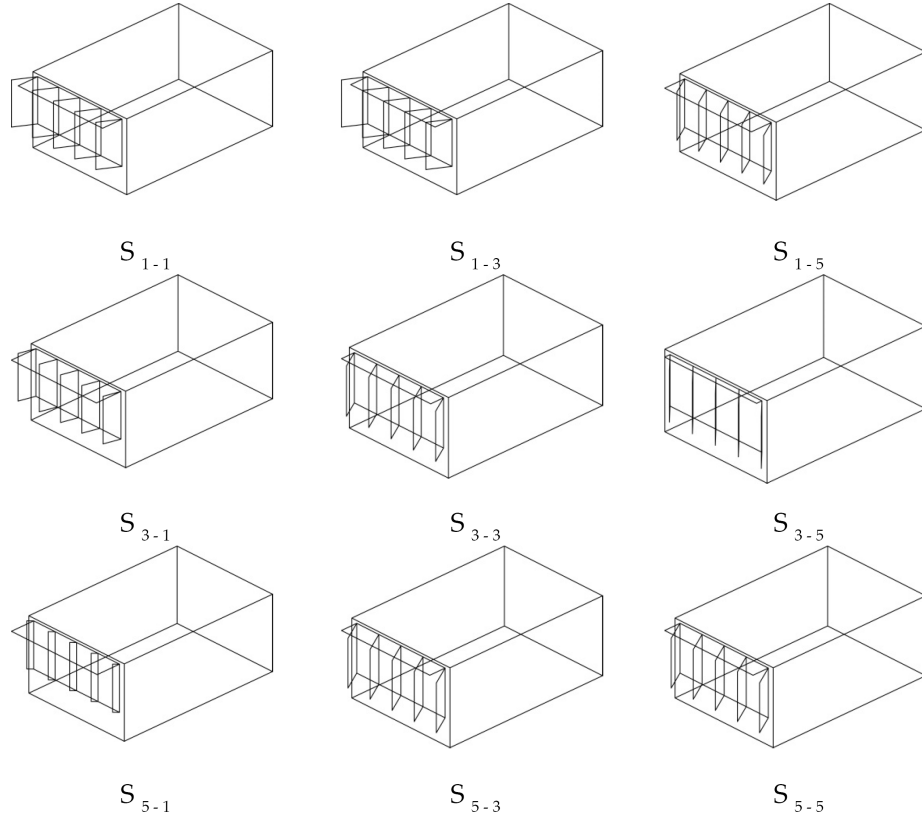 S 1 - 1 S 1 - 3 S 1 - 5
S 3 - 1 S 3 - 3 S 3 - 5
S 5 - 1 S 5 - 3 S 5 - 5